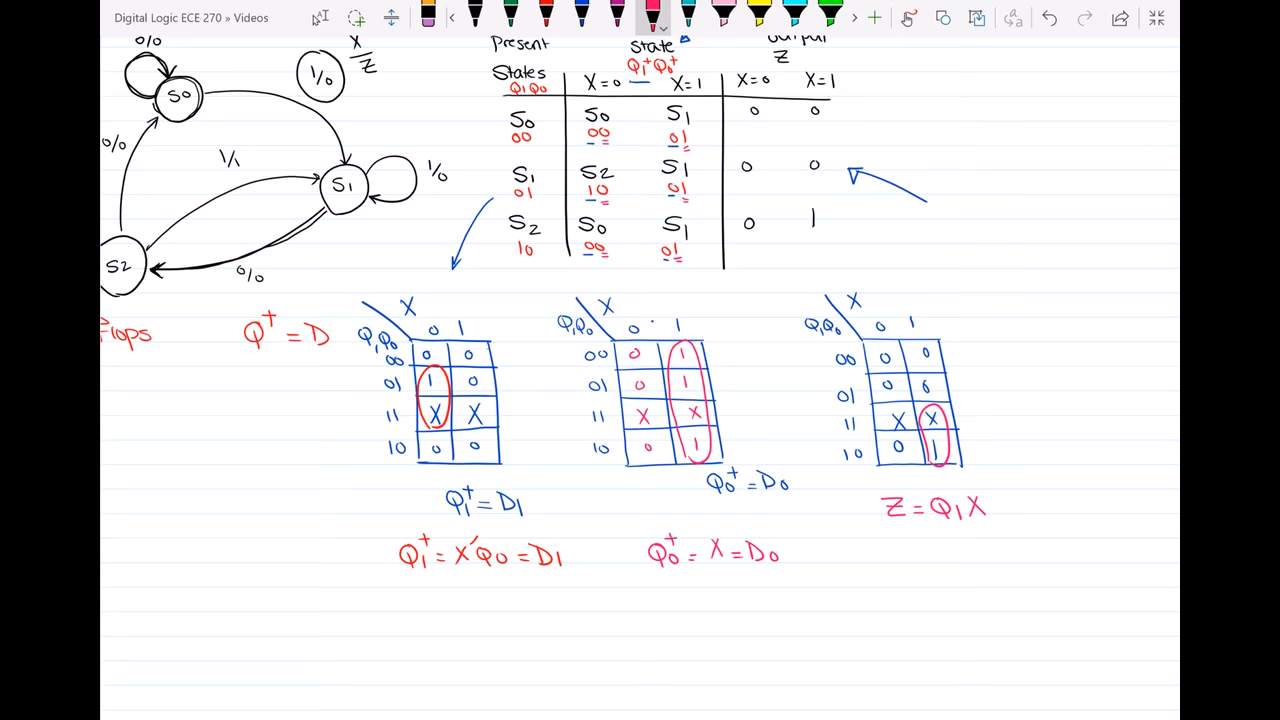 Digital Logic ECE 270 » Videos
0/0
X/Z
1/0
S0
0/0
1/1
S1
1/0
S2
0/0
Present States Q1Q0
State Q1⁺Q0⁺
output Z
X=0 X=1 X=0 X=1
S0 S0 S1 0 0
00 00 01
S1 S2 S1 0 0
01 10 01
S2 S0 S1 0 1
10 00 01
Flops
Q⁺ = D
X
Q1Q0 0 1
00 0 0
01 1 0
11 X X
10 0 0
Q1⁺ = D1
Q1⁺ = X′Q0 = D1
X
Q1Q0 0 1
00 0 1
01 0 1
11 X X
10 0 1
Q0⁺ = D0
Q0⁺ = X = D0
X
Q1Q0 0 1
00 0 0
01 0 0
11 X X
10 0 1
Z = Q1X